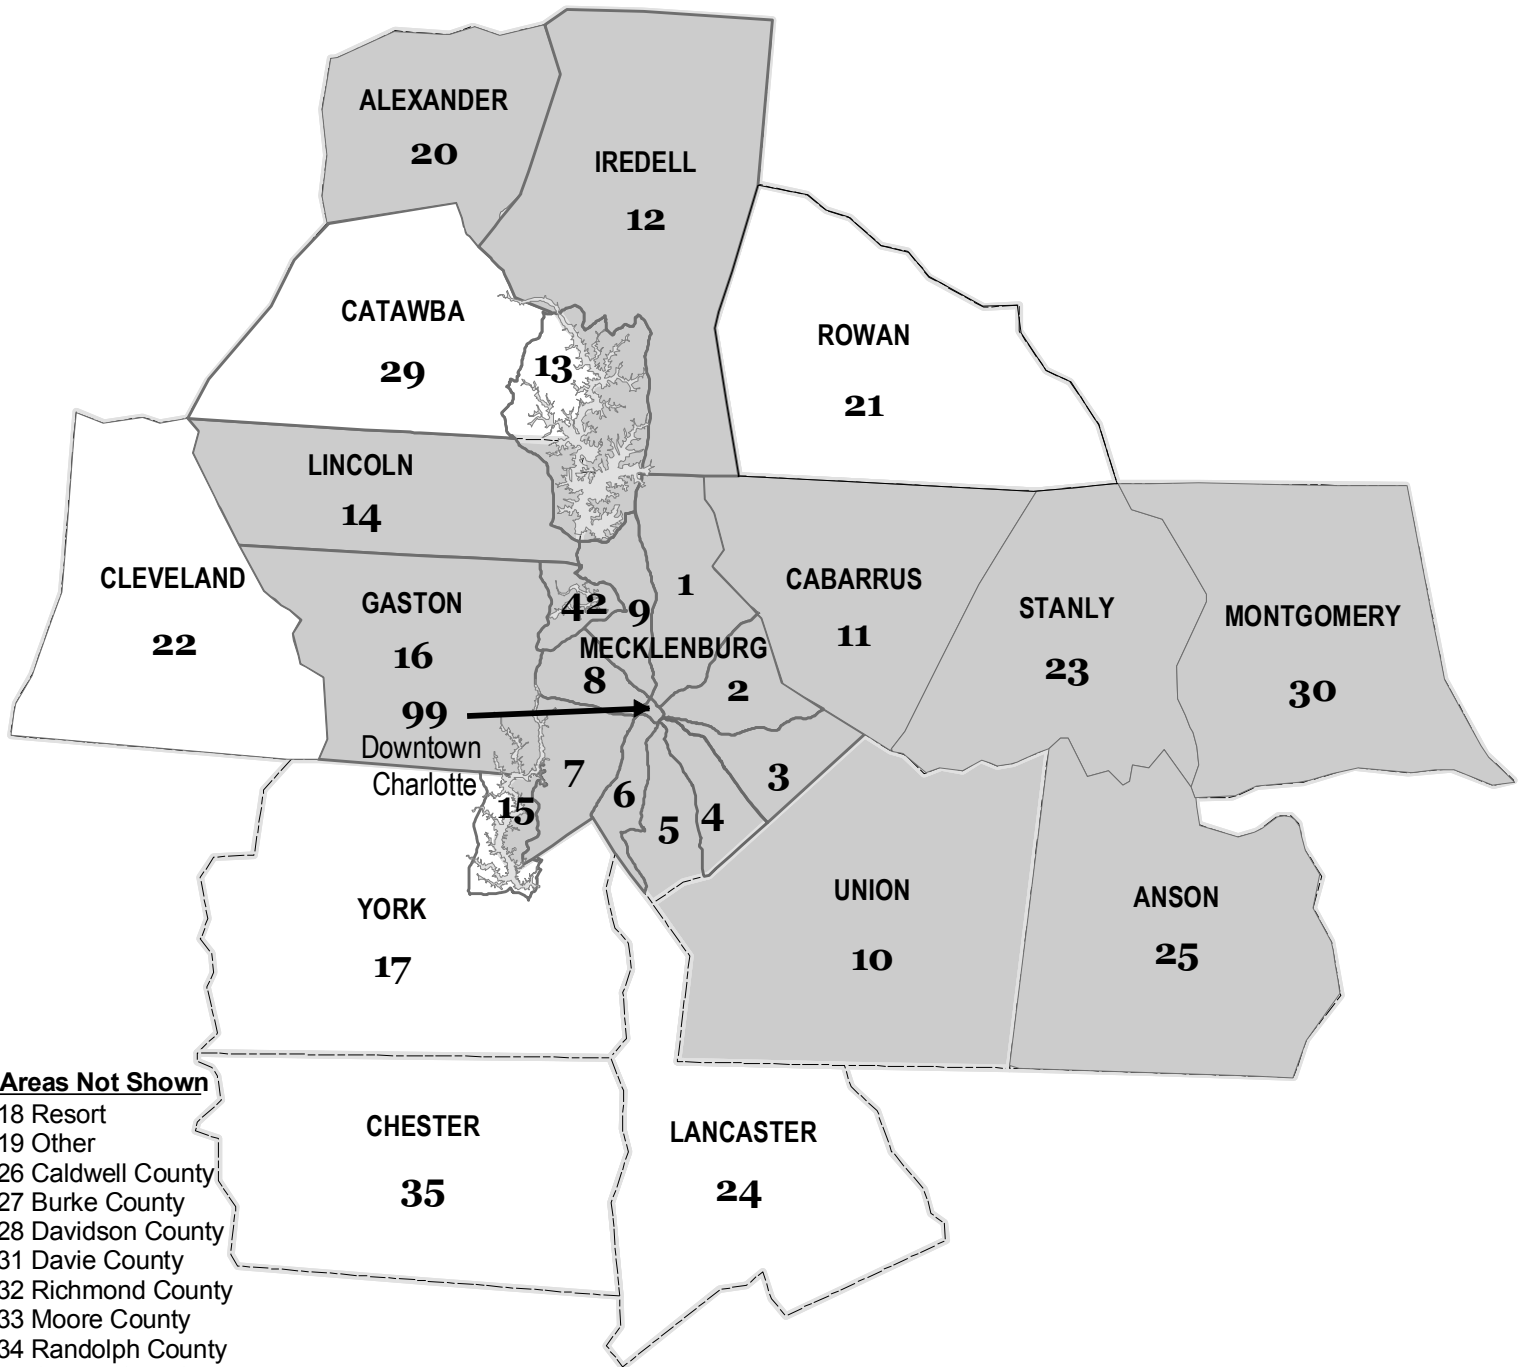 ALEXANDER
20
IREDELL
12
CATAWBA
29
13
ROWAN
21
LINCOLN
14
CLEVELAND
22
GASTON
16
42
9
1
MECKLENBURG
8
2
CABARRUS
11
STANLY
23
MONTGOMERY
30
99
Downtown
Charlotte
15
7
6
5
4
3
YORK
17
UNION
10
ANSON
25
CHESTER
35
LANCASTER
24
Areas Not Shown
18 Resort
19 Other
26 Caldwell County
27 Burke County
28 Davidson County
31 Davie County
32 Richmond County
33 Moore County
34 Randolph County